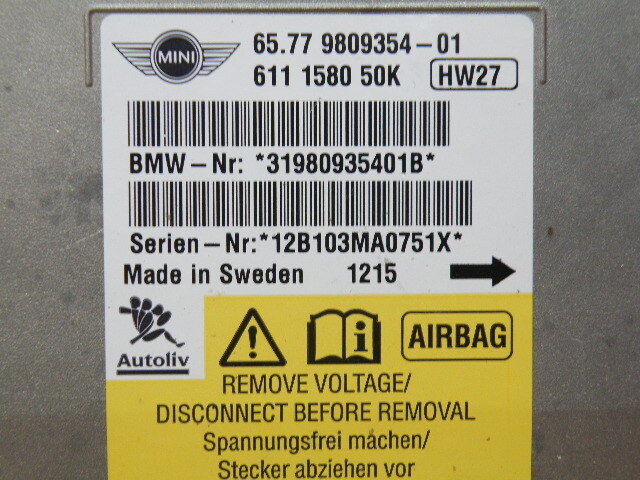 MINI
65.77 9809354-01
611 1580 50K HW27
BMW-Nr: *31980935401B*
Serien-Nr:*12B103MA0751X*
Made in Sweden 1215
Autoliv
AIRBAG
REMOVE VOLTAGE/
DISCONNECT BEFORE REMOVAL
Spannungsfrei machen/
Stecker abziehen vor